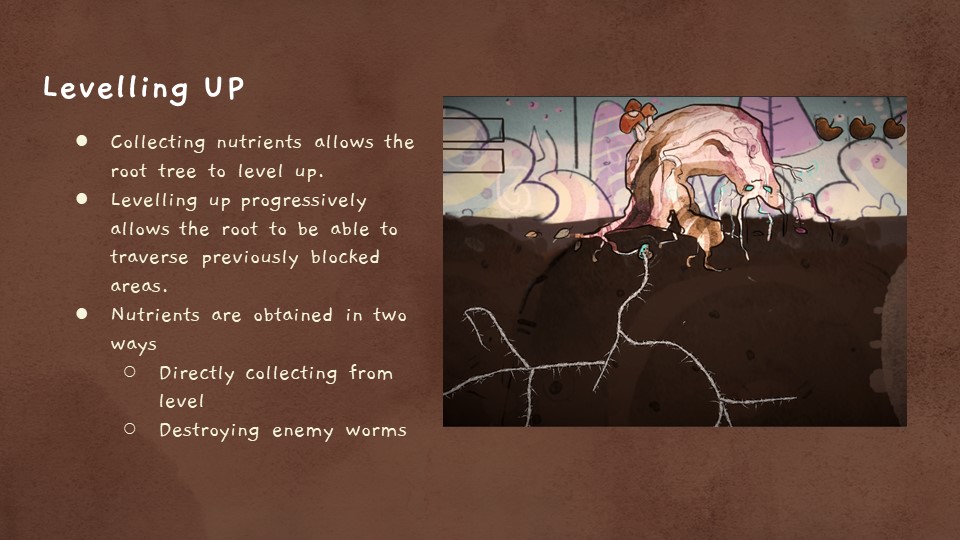 Levelling UP
● Collecting nutrients allows the
root tree to level up.
● Levelling up progressively
allows the root to be able to
traverse previously blocked
areas.
● Nutrients are obtained in two
ways
○ Directly collecting from
level
○ Destroying enemy worms